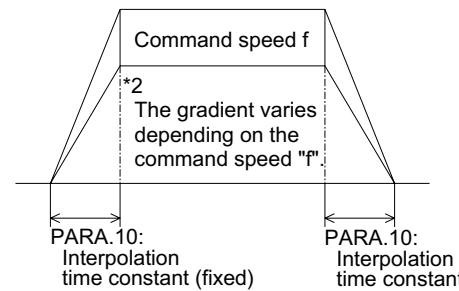 Command speed f
*2
The gradient varies
depending on the
command speed "f".
PARA.10:
Interpolation
time constant (fixed)
PARA.10:
Interpolation
time constant